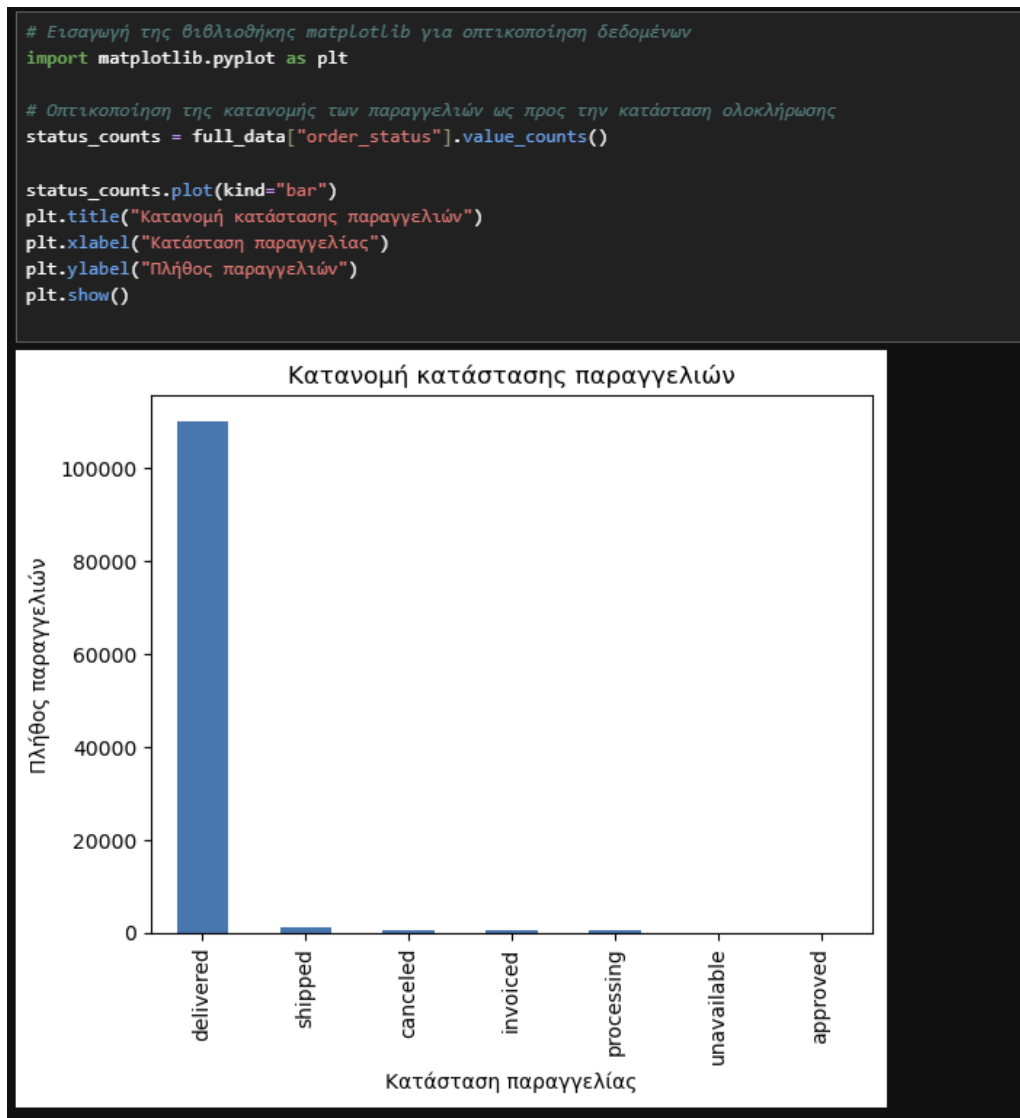 # Εισαγωγή της βιβλιοθήκης matplotlib για οπτικοποίηση δεδομένων
import matplotlib.pyplot as plt
# Οπτικοποίηση της κατανομής των παραγγελιών ως προς την κατάσταση ολοκλήρωσης
status_counts = full_data["order_status"].value_counts()
status_counts.plot(kind="bar")
plt.title("Κατανομή κατάστασης παραγγελιών")
plt.xlabel("Κατάσταση παραγγελίας")
plt.ylabel("Πλήθος παραγγελιών")
plt.show()
Κατανομή κατάστασης παραγγελιών
Πλήθος παραγγελιών
100000
80000
60000
40000
20000
0
delivered
shipped
canceled
invoiced
processing
unavailable
approved
Κατάσταση παραγγελίας